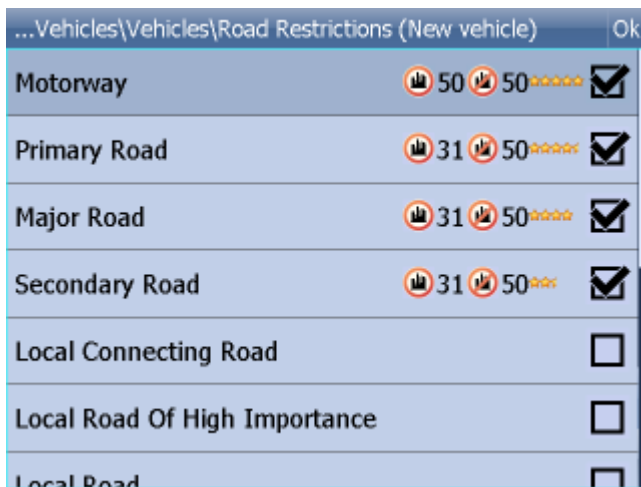 ...Vehicles\Vehicles\Road Restrictions (New vehicle) Ok
Motorway 50 50
Primary Road 31 50
Major Road 31 50
Secondary Road 31 50
Local Connecting Road
Local Road Of High Importance
Local Road